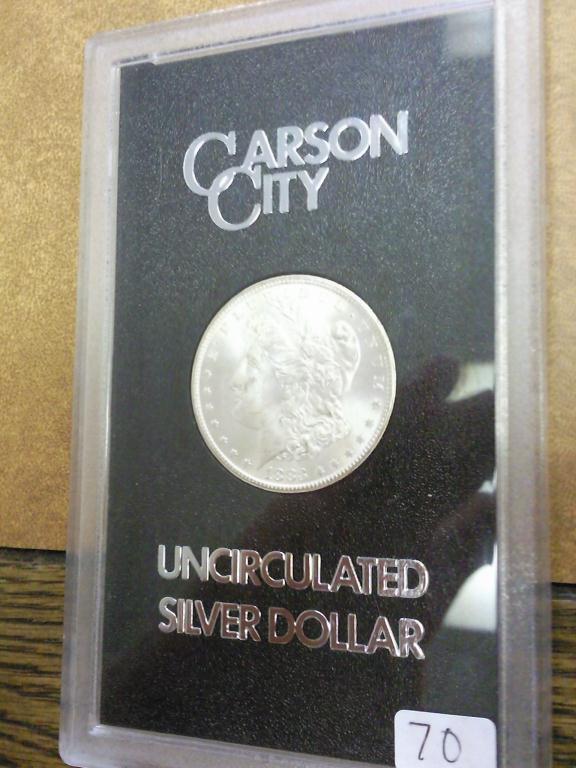 CARSON
CITY
UNCIRCULATED
SILVER DOLLAR
70